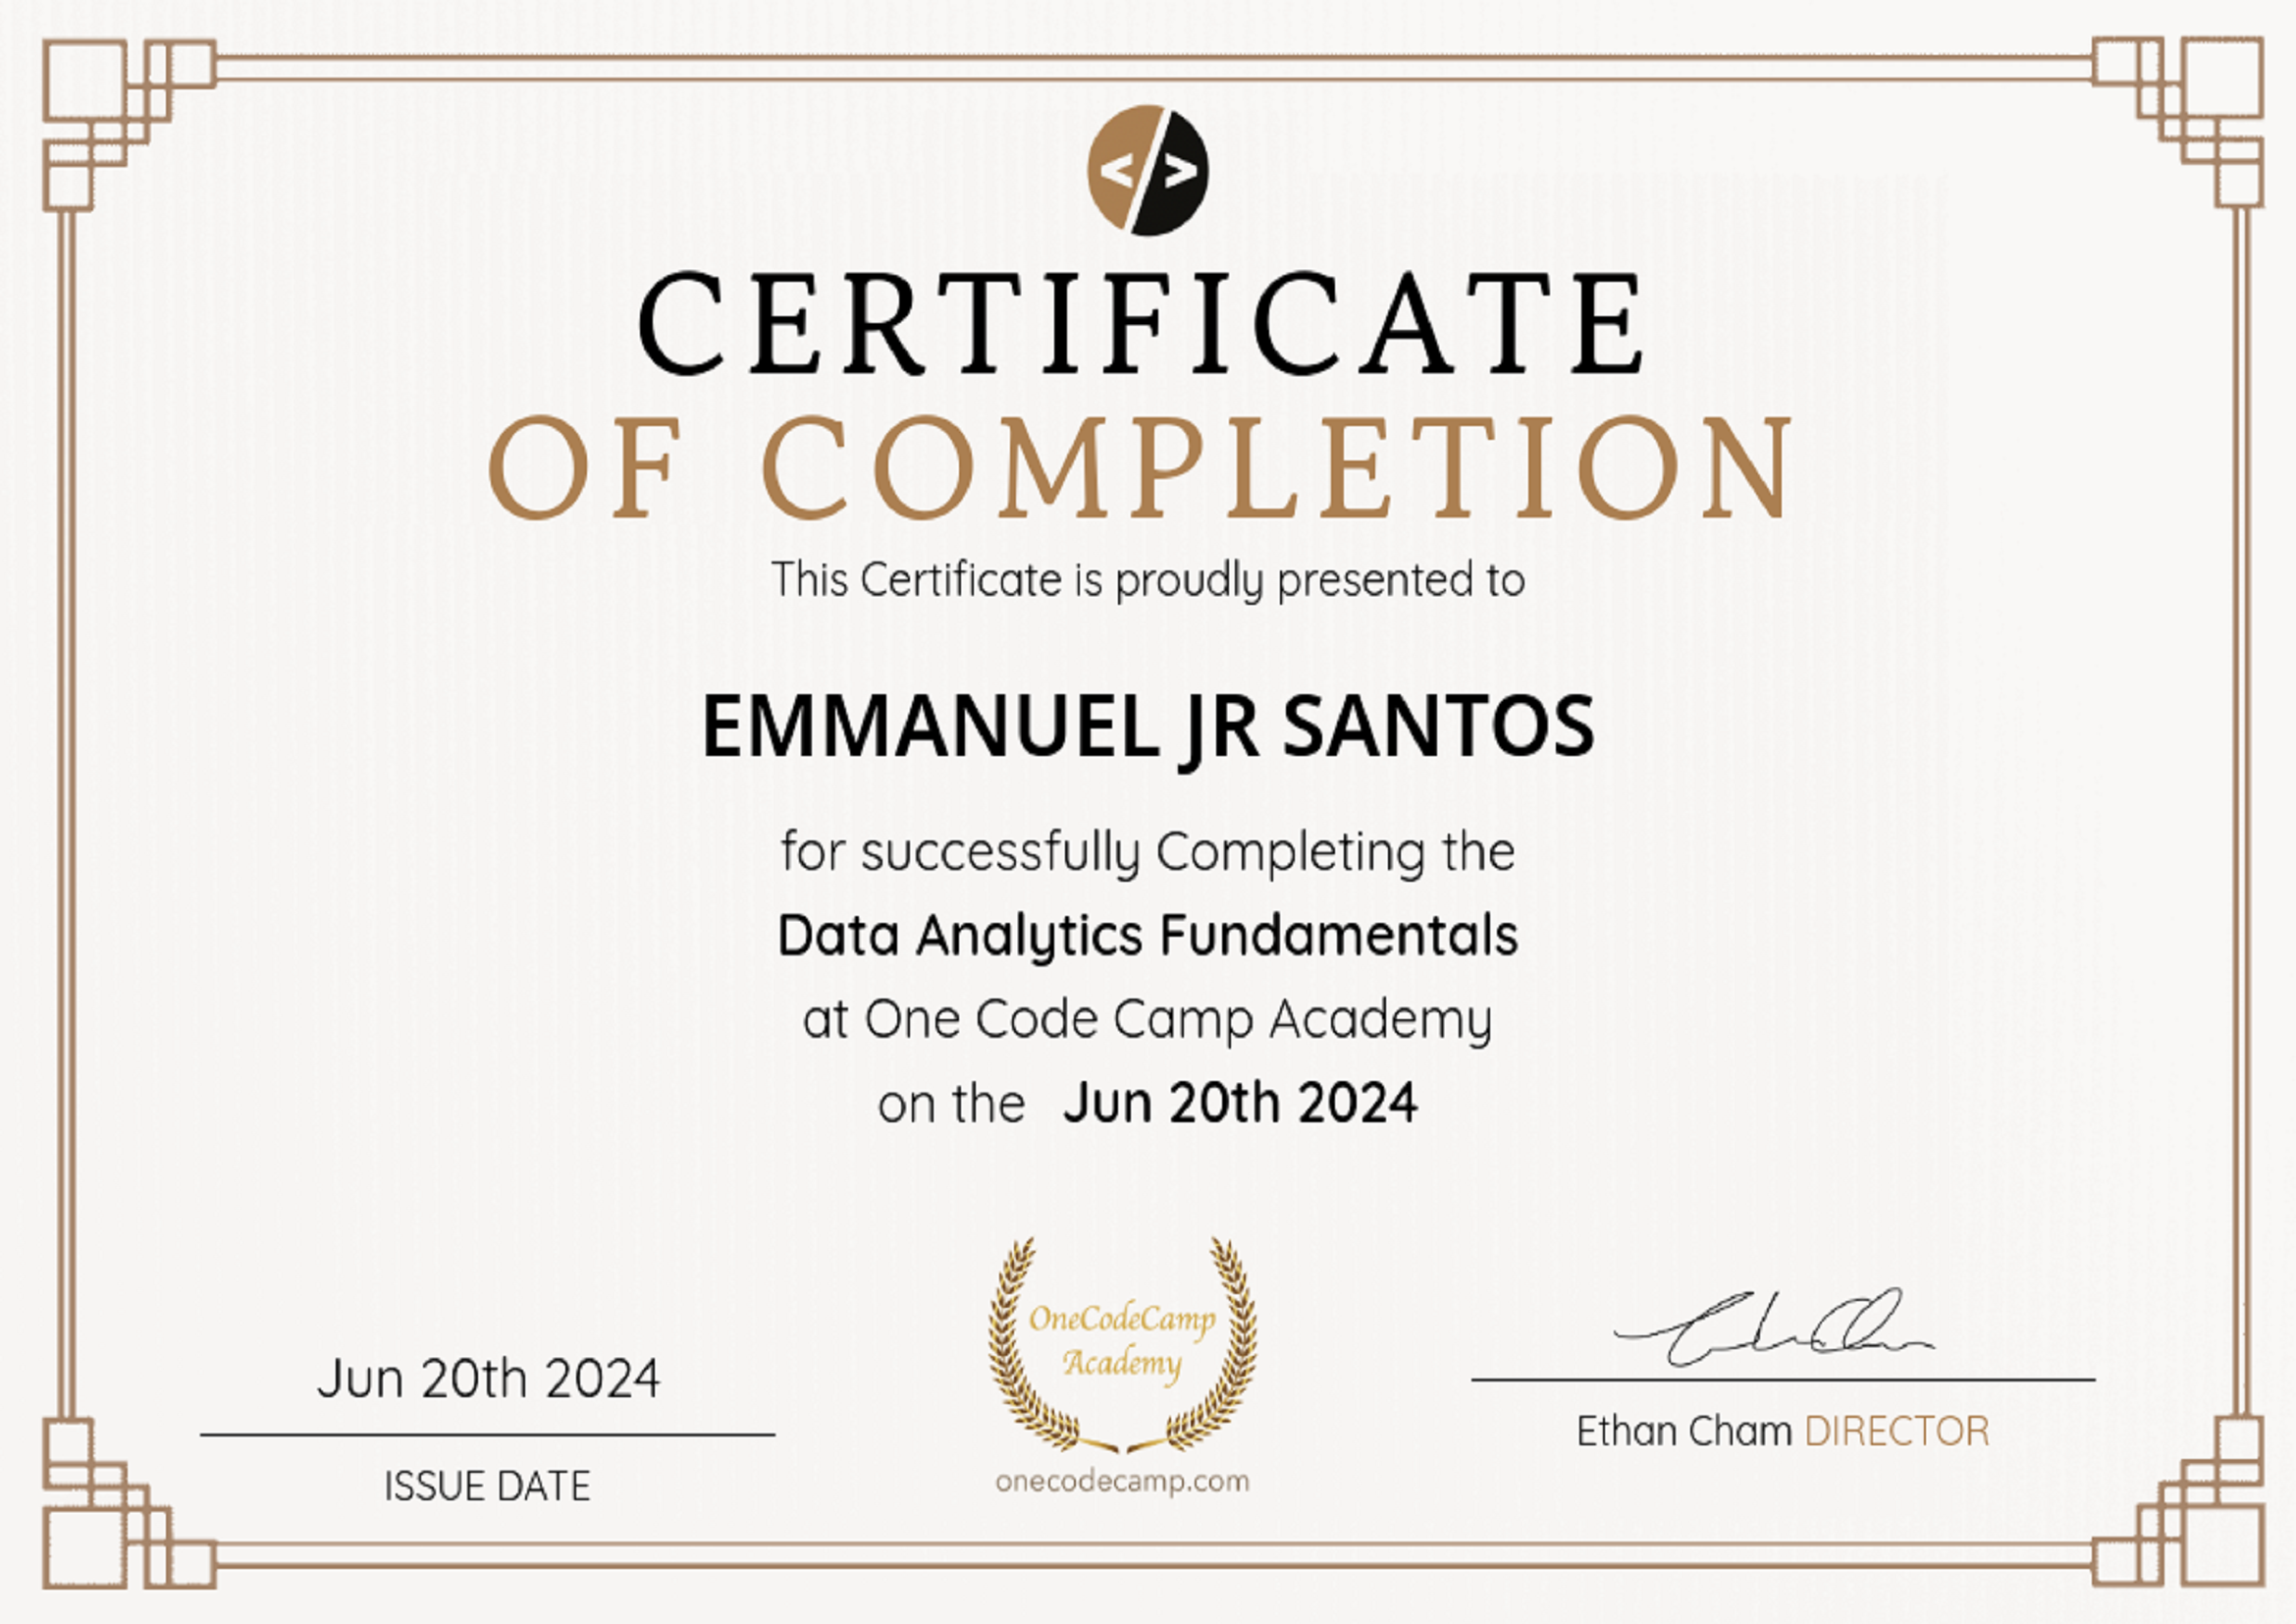 </>
CERTIFICATE
OF COMPLETION
This Certificate is proudly presented to
EMMANUEL JR SANTOS
for successfully Completing the
Data Analytics Fundamentals
at One Code Camp Academy
on the Jun 20th 2024
Jun 20th 2024
ISSUE DATE
OneCodeCamp
Academy
onecodecamp.com
Ethan Cham DIRECTOR